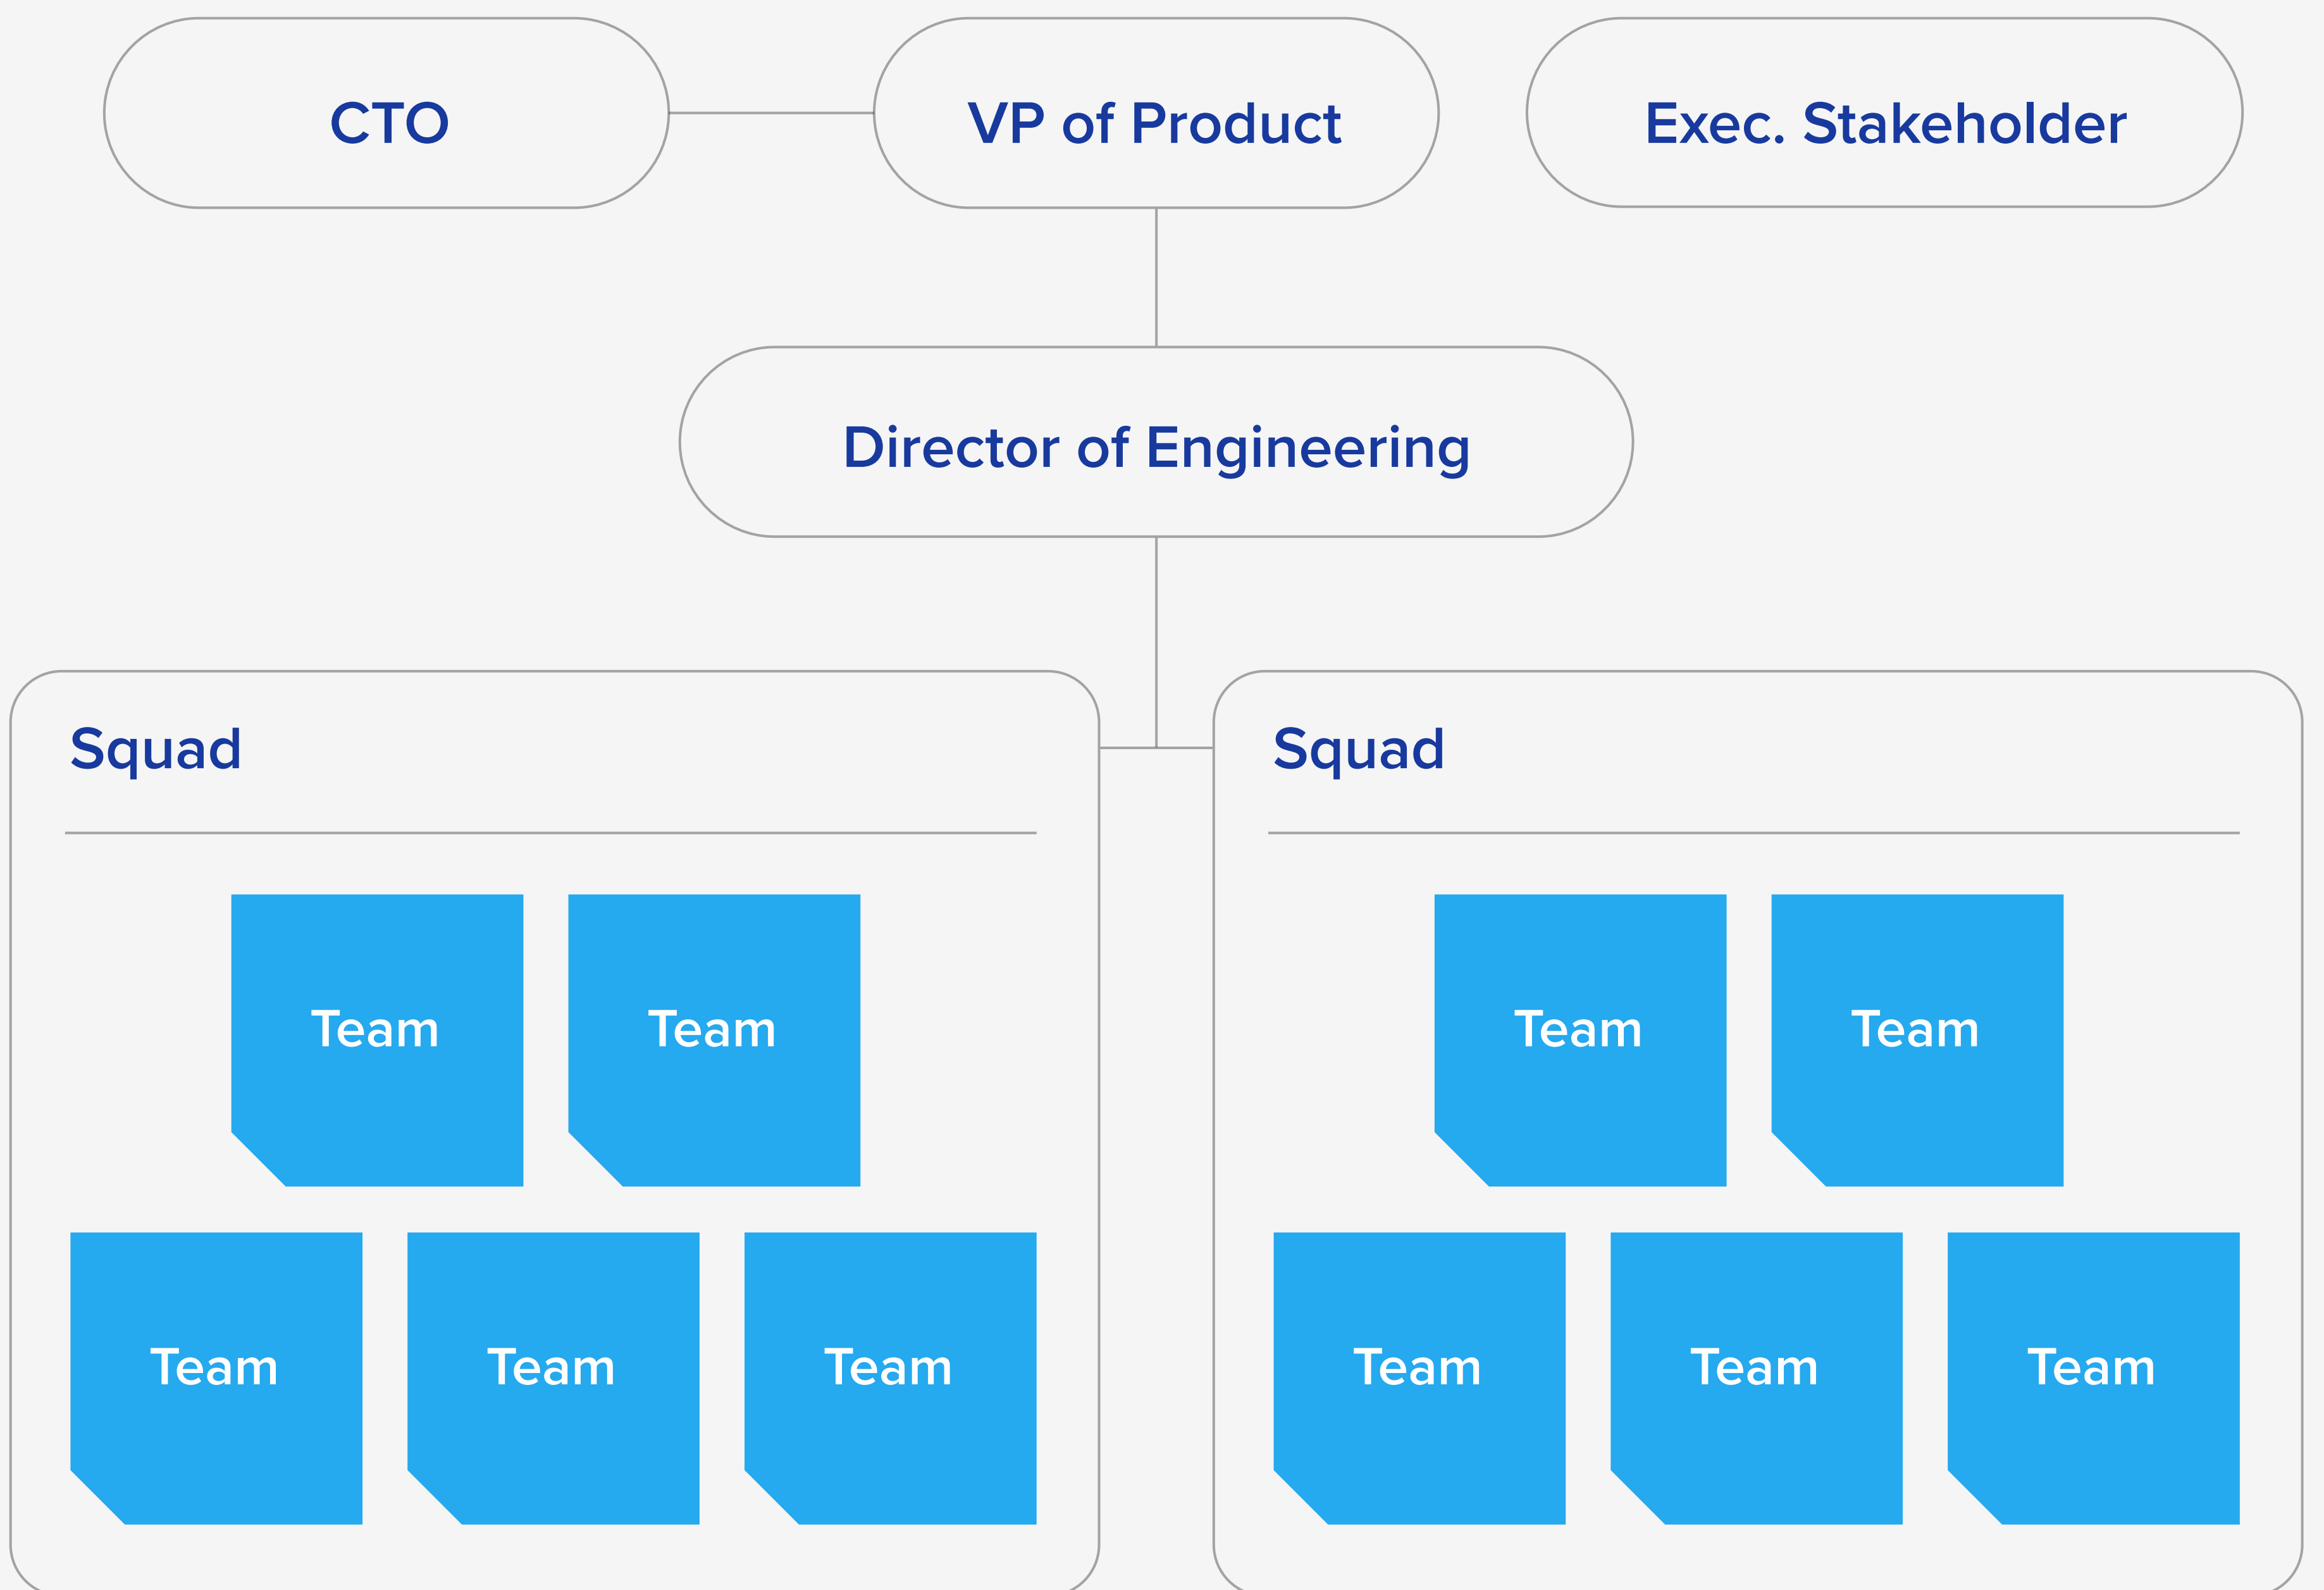 CTO
VP of Product
Exec. Stakeholder
Director of Engineering
Squad
Team
Team
Team
Team
Team
Squad
Team
Team
Team
Team
Team